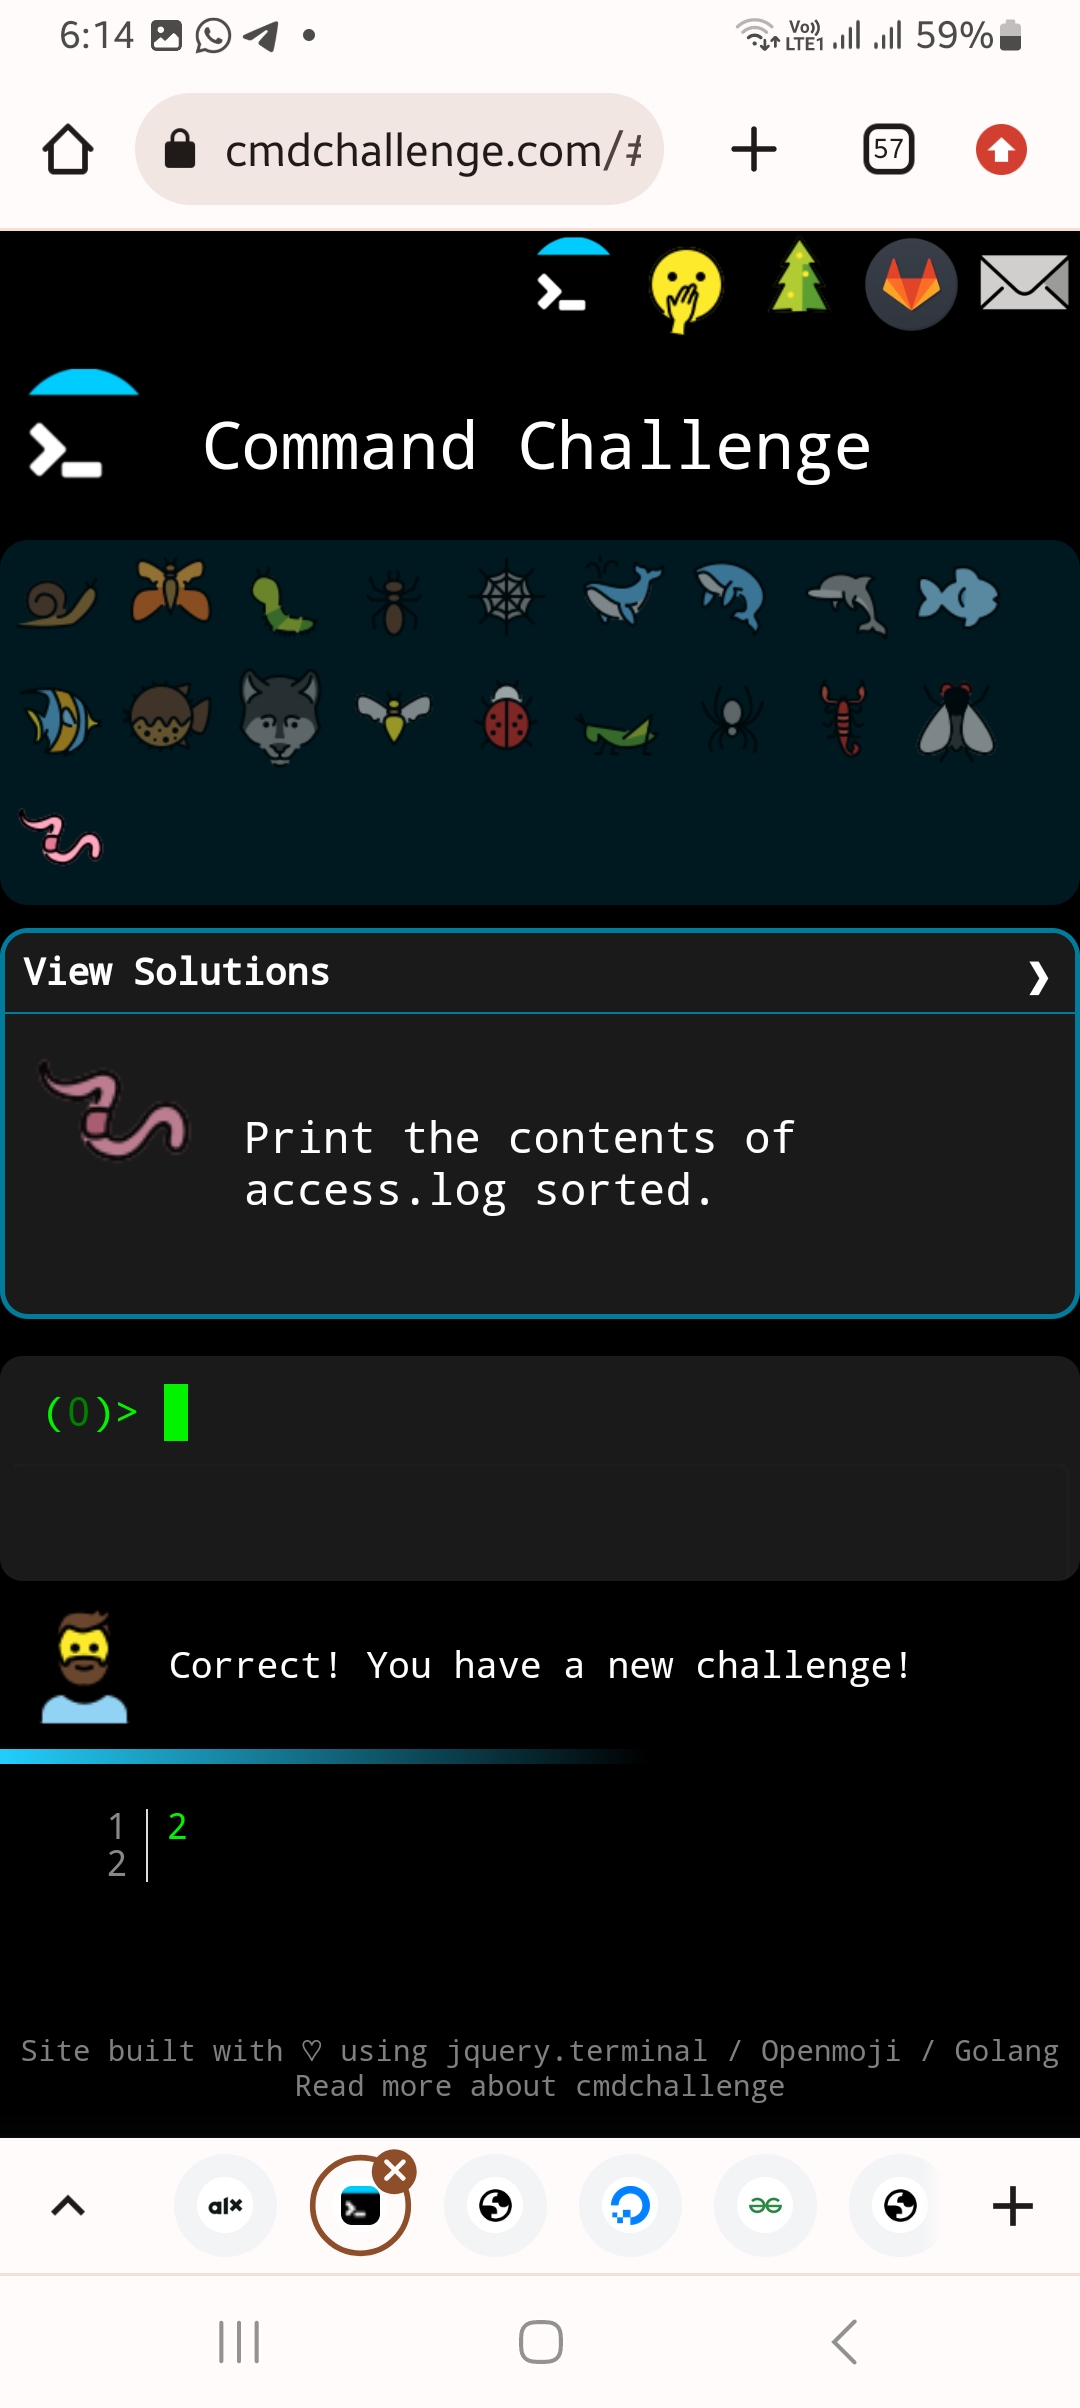 6:14
Vo))
LTE1
59%
cmdchallenge.com/#
57
Command Challenge
View Solutions
Print the contents of
access.log sorted.
(0)>
Correct! You have a new challenge!
1 2
2
Site built with ♡ using jquery.terminal / Openmoji / Golang
Read more about cmdchallenge
alx